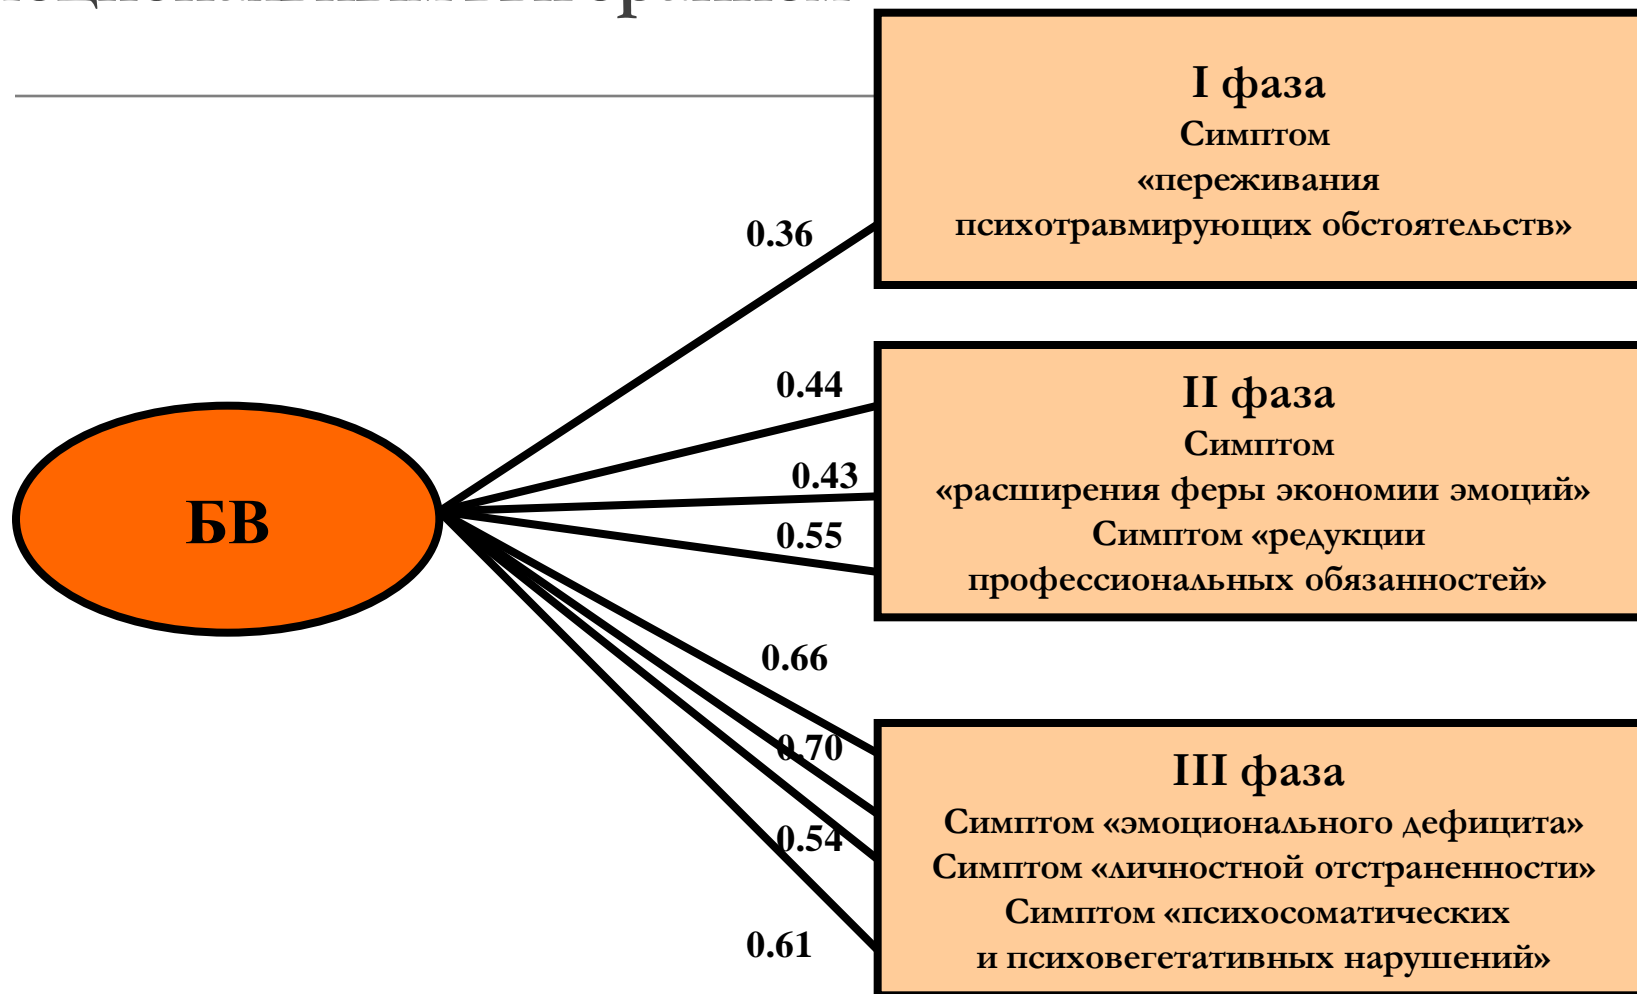 I фаза
Симптом
«переживания
психотравмирующих обстоятельств»
0.36
0.44
0.43
0.55
БВ
II фаза
Симптом
«расширения феры экономии эмоций»
Симптом «редукции
профессиональных обязанностей»
0.66
0.70
0.54
0.61
III фаза
Симптом «эмоционального дефицита»
Симптом «личностной отстраненности»
Симптом «психосоматических
и психовегетативных нарушений»